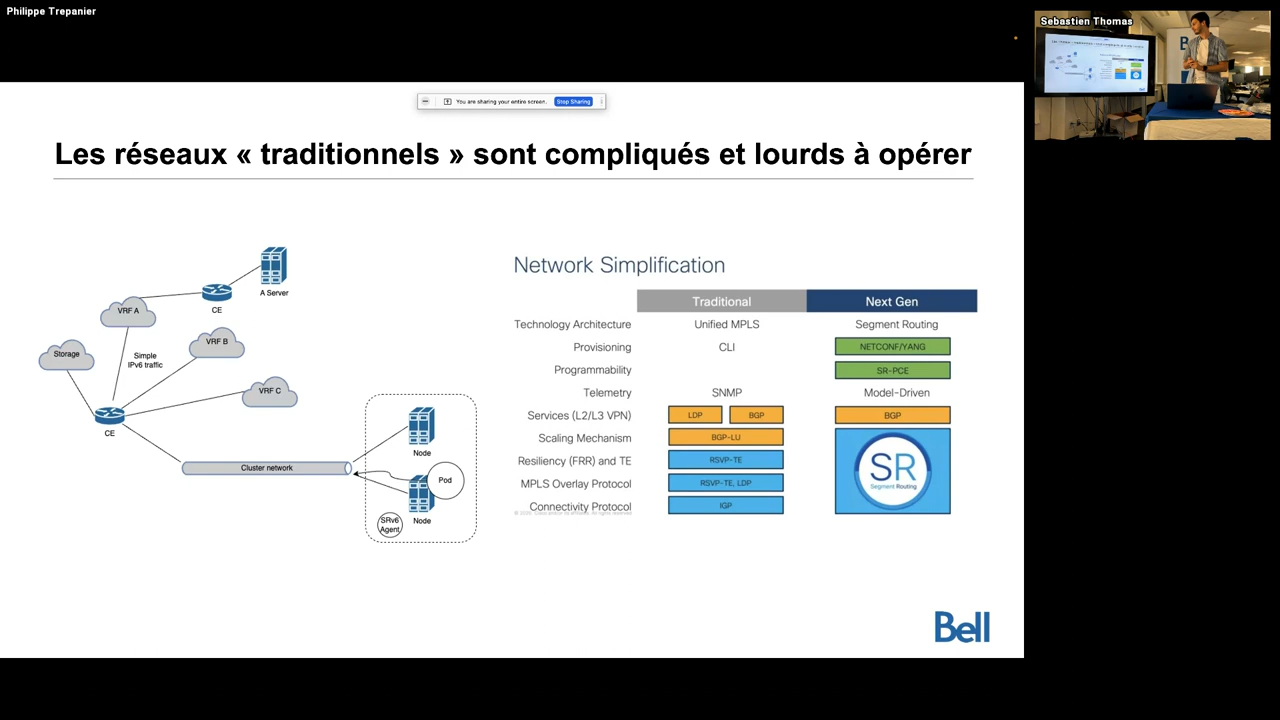 Philippe Trepanier
Sebastien Thomas
You are sharing your entire screen.
Stop Sharing
Les réseaux « traditionnels » sont compliqués et lourds à opérer
A Server
CE
VRF A
VRF B
Storage
Simple
IPv6 traffic
VRF C
CE
Cluster network
Node
Pod
SRv6
Agent
Node
Network Simplification
Traditional Next Gen
Technology Architecture Unified MPLS Segment Routing
Provisioning CLI NETCONF/YANG
Programmability SR-PCE
Telemetry SNMP Model-Driven
Services (L2/L3 VPN) LDP BGP BGP
Scaling Mechanism BGP-LU
Resiliency (FRR) and TE RSVP-TE
MPLS Overlay Protocol RSVP-TE, LDP
Connectivity Protocol IGP
SR
Segment Routing
Bell